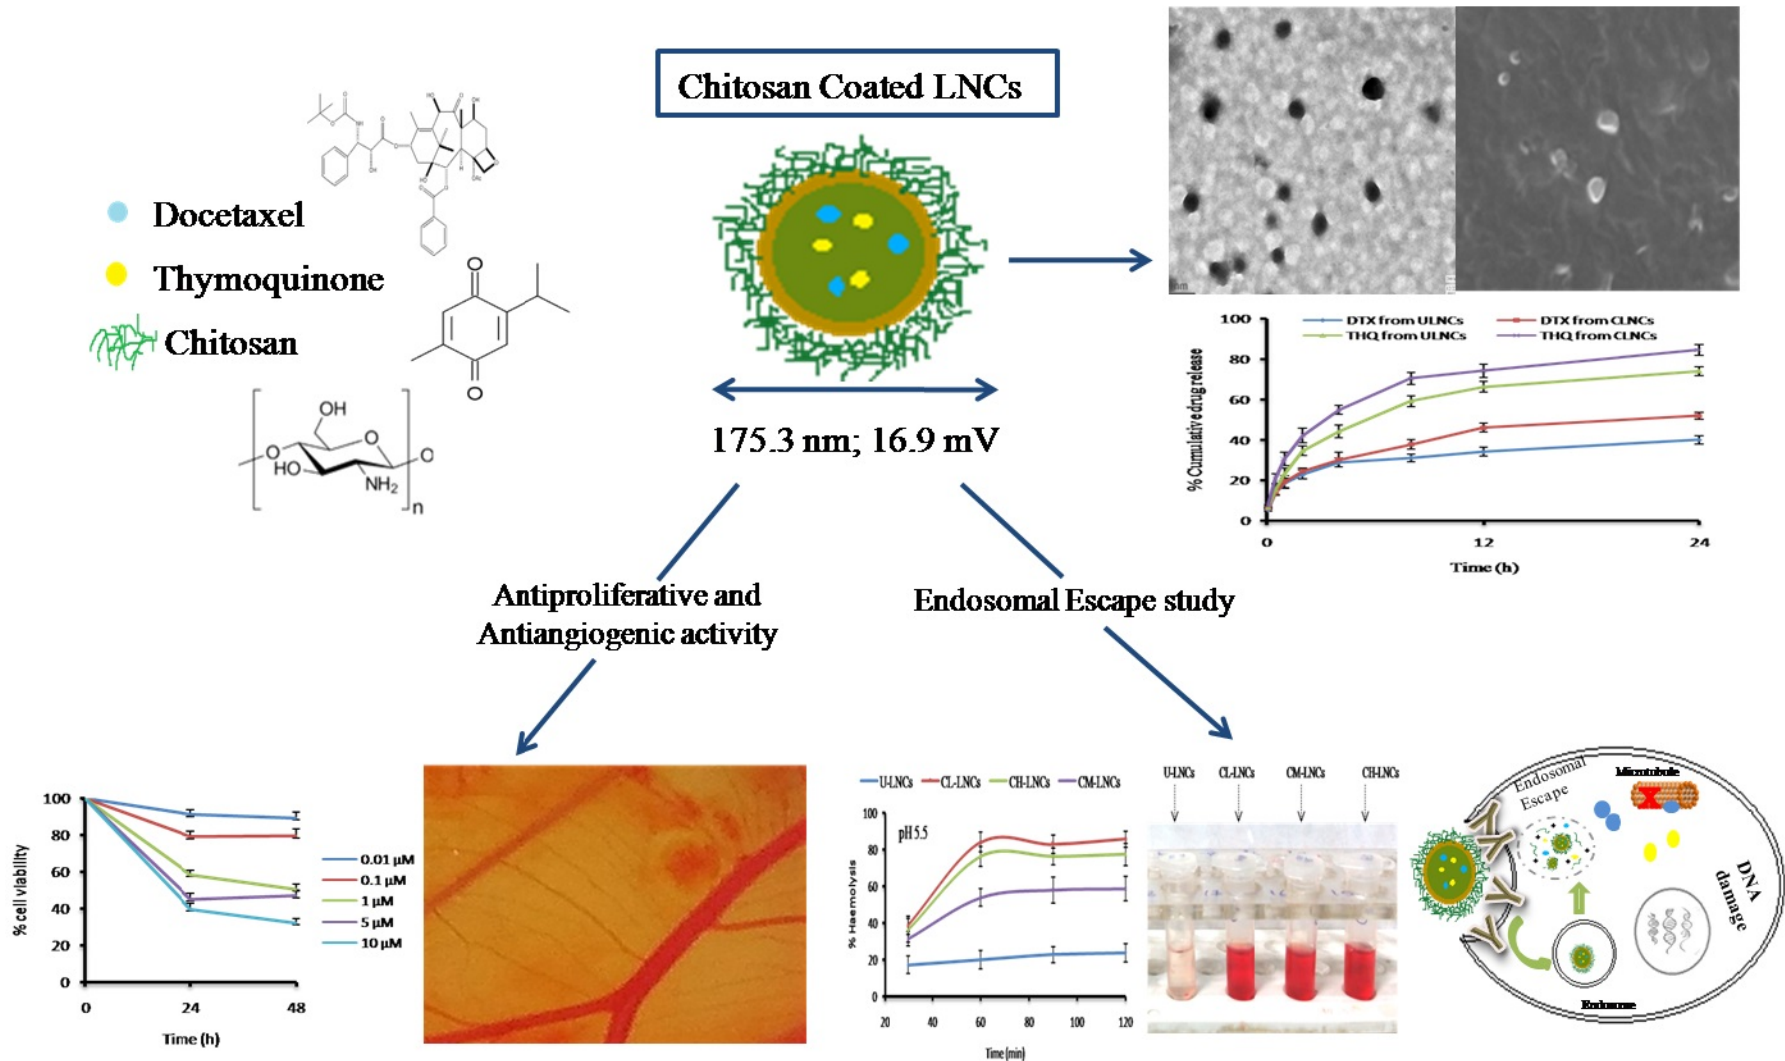 Chitosan Coated LNCs
Docetaxel
Thymoquinone
Chitosan
OH
O
O
O
HO
NH2
n
O
O
175.3 nm; 16.9 mV
% Cumulative drug release
DTX from ULNCs
DTX from CLNCs
THQ from ULNCs
THQ from CLNCs
100
80
60
40
20
0
0 12 24
Time (h)
Antiproliferative and
Antiangiogenic activity
Endosomal Escape study
% cell viability
100
80
60
40
20
0
0 24 48
Time (h)
0.01 µM
0.1 µM
1 µM
5 µM
10 µM
U-LNCs CL-LNCs CH-LNCs CM-LNCs
pH 5.5
% Haemolysis
100
80
60
40
20
0
20 40 60 80 100 120
Time (min)
U-LNCs CL-LNCs CM-LNCs CH-LNCs
Endosomal
Escape
Microtubule
DNA
damage
Endosome